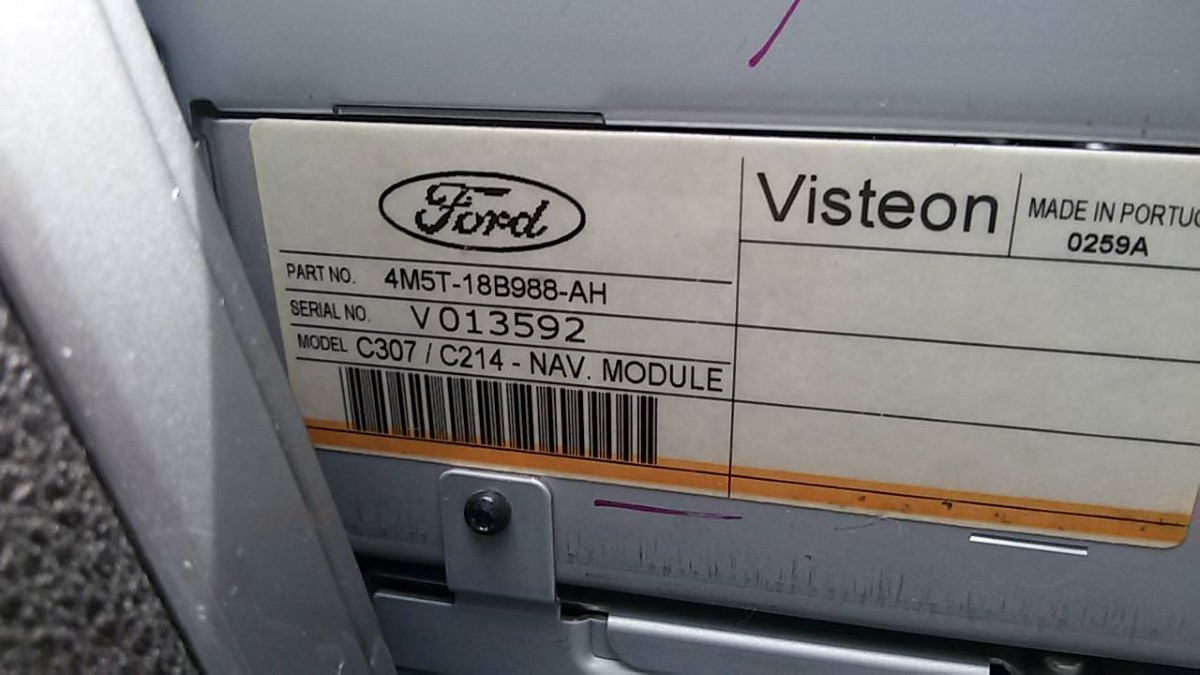 Ford
PART NO. 4M5T-18B988-AH
SERIAL NO. V013592
MODEL C307 / C214 - NAV. MODULE
Visteon
MADE IN PORTUG
0259A